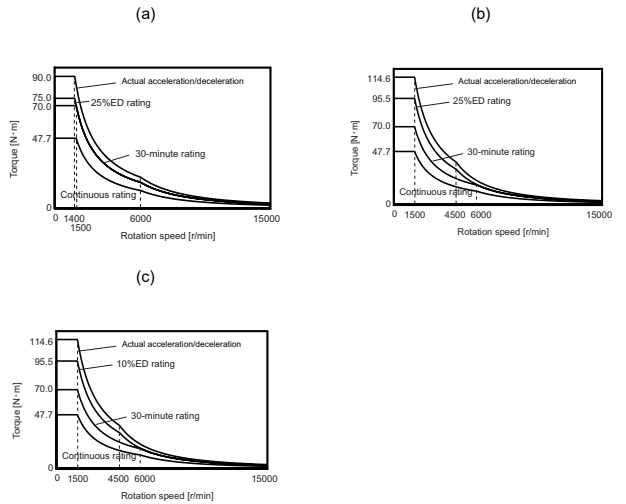 (a)
90.0
75.0
70.0
47.7
0
Torque [N·m]
Actual acceleration/deceleration
25%ED rating
30-minute rating
Continuous rating
0 1400 6000 15000
1500
Rotation speed [r/min]
(b)
114.6
95.5
70.0
47.7
0
Torque [N·m]
Actual acceleration/deceleration
25%ED rating
30-minute rating
Continuous rating
0 1500 4500 6000 15000
Rotation speed [r/min]
(c)
114.6
95.5
70.0
47.7
0
Torque [N·m]
Actual acceleration/deceleration
10%ED rating
30-minute rating
Continuous rating
0 1500 4500 6000 15000
Rotation speed [r/min]